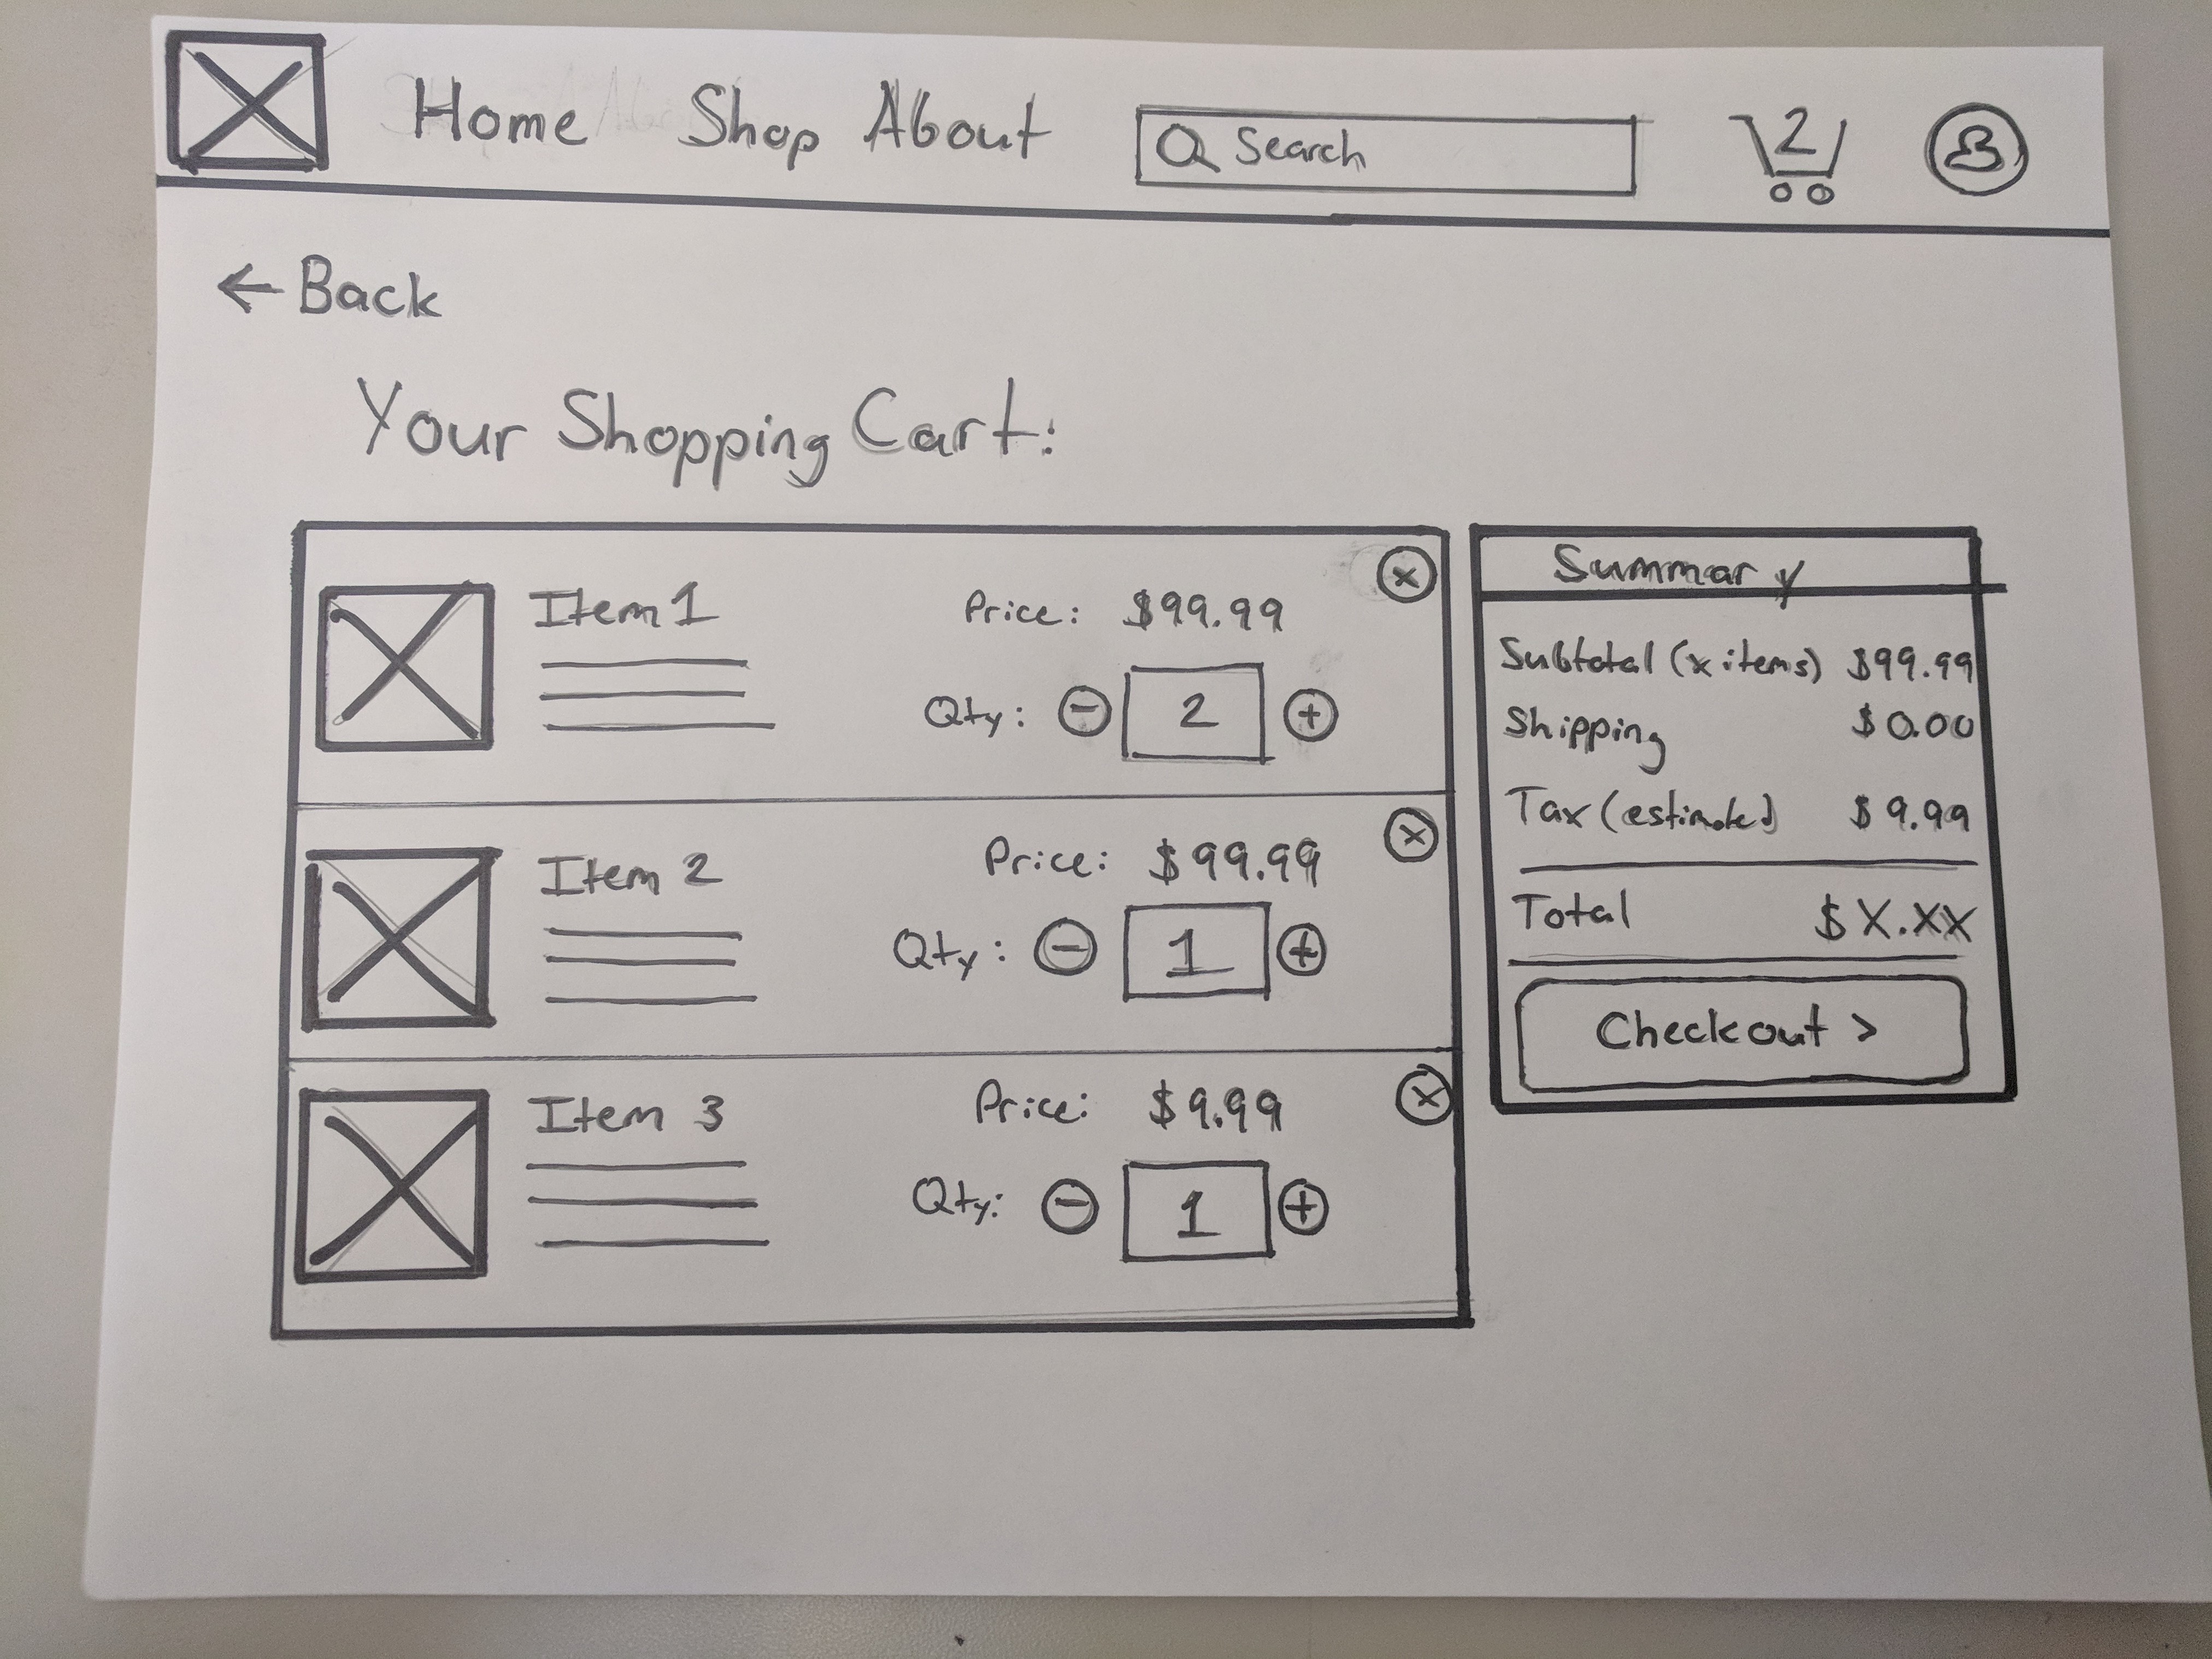 Home Shop About Search 2
← Back
Your Shopping Cart:
Item 1
Price: $99.99
Qty: - 2 +
x
Item 2
Price: $99.99
Qty: - 1 +
x
Item 3
Price: $9.99
Qty: - 1 +
x
Summary
Subtotal (x items) $99.99
Shipping $0.00
Tax (estimated) $9.99
Total $X.XX
Checkout >